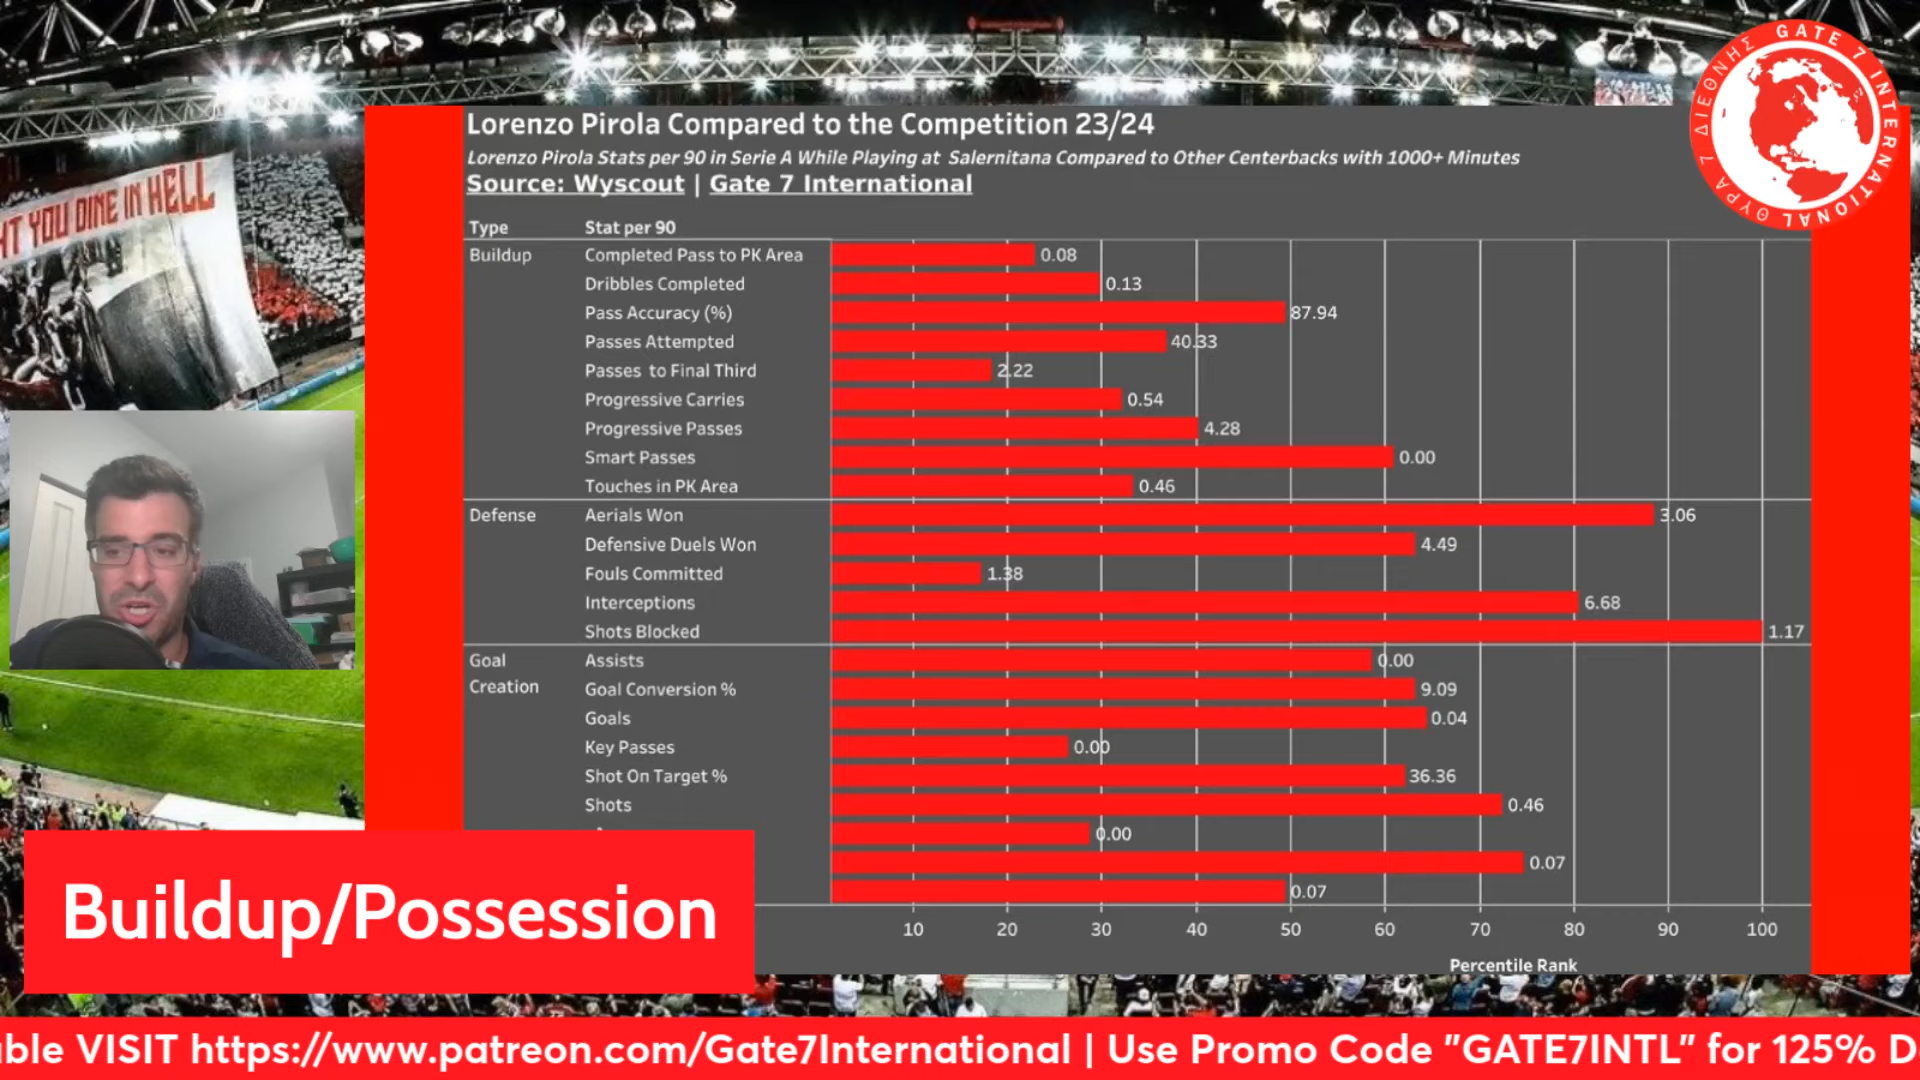 GATE 7 INTERNATIONAL
ΘΥΡΑ 7 ΔΙΕΘΝΗΣ
HT YOU DINE IN HELL
Lorenzo Pirola Compared to the Competition 23/24
Lorenzo Pirola Stats per 90 in Serie A While Playing at Salernitana Compared to Other Centerbacks with 1000+ Minutes
Source: Wyscout | Gate 7 International
Type Stat per 90
Buildup Completed Pass to PK Area 0.08
Dribbles Completed 0.13
Pass Accuracy (%) 87.94
Passes Attempted 40.33
Passes to Final Third 2.22
Progressive Carries 0.54
Progressive Passes 4.28
Smart Passes 0.00
Touches in PK Area 0.46
Defense Aerials Won 3.06
Defensive Duels Won 4.49
Fouls Committed 1.38
Interceptions 6.68
Shots Blocked 1.17
Goal Assists 0.00
Creation Goal Conversion % 9.09
Goals 0.04
Key Passes 0.00
Shot On Target % 36.36
Shots 0.46
0.00
0.07
0.07
10 20 30 40 50 60 70 80 90 100
Percentile Rank
Buildup/Possession
ble VISIT https://www.patreon.com/Gate7International | Use Promo Code "GATE7INTL" for 125% D